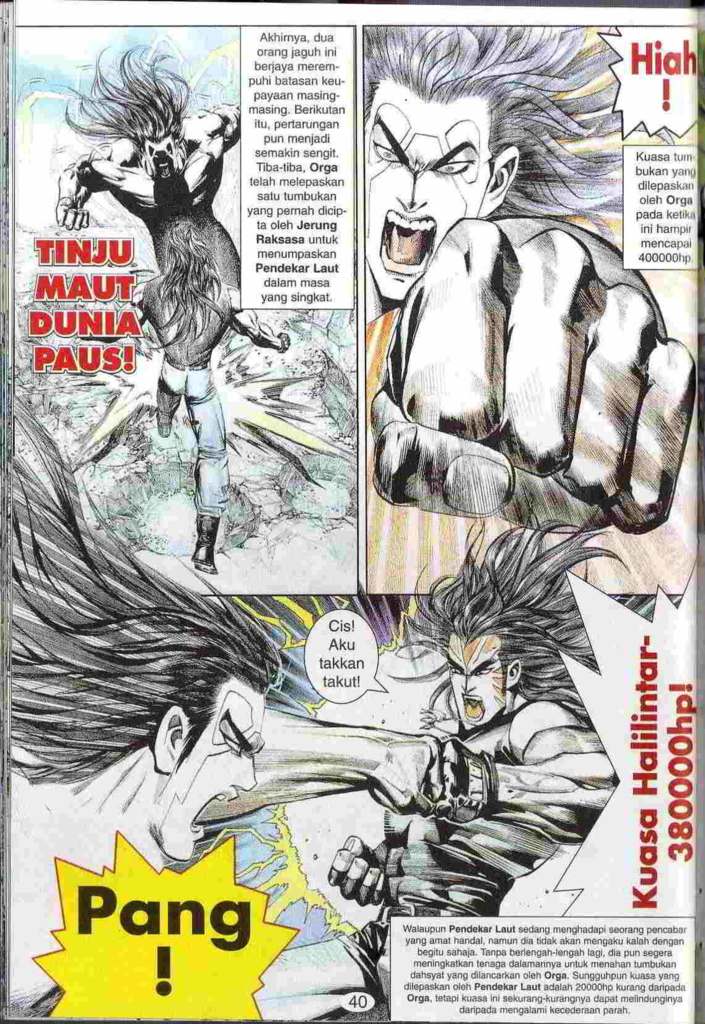 Akhirnya, dua
orang jaguh ini
berjaya merem-
puhi batasan keu-
payaan masing-
masing. Berikutan
itu, pertarungan
pun menjadi
semakin sengit.
Tiba-tiba, Orga
telah melepaskan
satu tumbukan
yang pernah dicip-
ta oleh Jerung
Raksasa untuk
menumpaskan
Pendekar Laut
dalam masa
yang singkat.
TINJU
MAUT
DUNIA
PAUS!
Hiah
!
Kuasa tum-
bukan yang
dilepaskan
oleh Orga
pada ketika
ini hampir
mencapai
400000hp.
Cis!
Aku
takkan
takut!
Kuasa Halilintar-
380000hp!
Pang
!
Walaupun Pendekar Laut sedang menghadapi seorang pencabar
yang amat handal, namun dia tidak akan mengaku kalah dengan
begitu sahaja. Tanpa berlengah-lengah lagi, dia pun segera
meningkatkan tenaga dalamannya untuk menahan tumbukan
dahsyat yang dilancarkan oleh Orga. Sungguhpun kuasa yang
dilepaskan oleh Pendekar Laut adalah 20000hp kurang daripada
Orga, tetapi kuasa ini sekurang-kurangnya dapat melindunginya
daripada mengalami kecederaan parah.
40